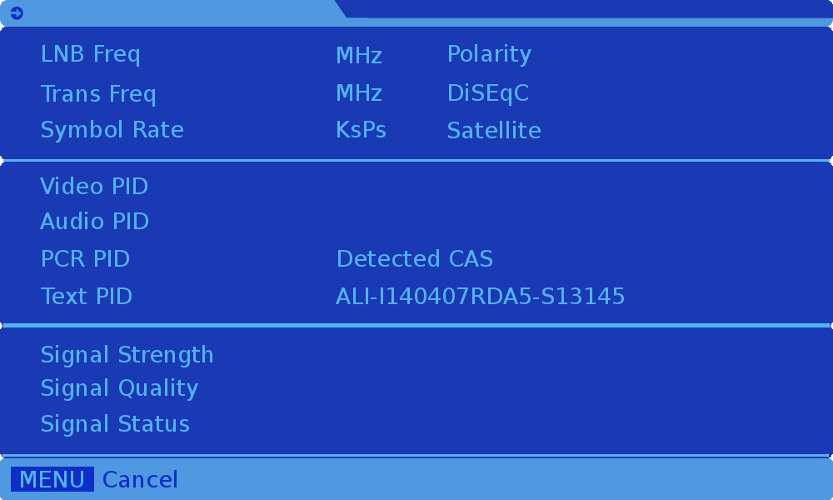 LNB Freq MHz Polarity
Trans Freq MHz DiSEqC
Symbol Rate KsPs Satellite
Video PID
Audio PID
PCR PID Detected CAS
Text PID ALI-I140407RDA5-S13145
Signal Strength
Signal Quality
Signal Status
MENU Cancel